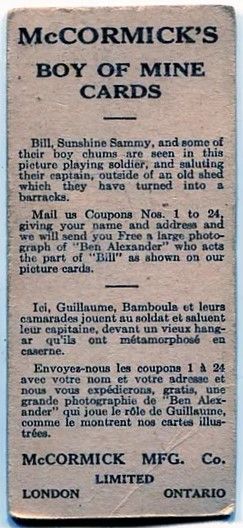 McCORMICK'S
BOY OF MINE
CARDS
Bill, Sunshine Sammy, and some of
their boy chums are seen in this
picture playing soldier, and saluting
their captain, outside of an old shed
which they have turned into a
barracks.
Mail us Coupons Nos. 1 to 24,
giving your name and address and
we will send you Free a large photo-
graph of "Ben Alexander" who acts
the part of "Bill" as shown on our
picture cards.
Ici, Guillaume, Bamboula et leurs
camarades jouent au soldat et saluent
leur capitaine, devant un vieux hang-
ar qu'ils ont métamorphosé en
caserne.
Envoyez-nous les coupons 1 à 24
avec votre nom et votre adresse et
nous vous expédierons, gratis, une
grande photographie de "Ben Alex-
ander" qui joue le rôle de Guillaume,
comme le montrent nos cartes illus-
trées.
McCORMICK MFG. Co.
LIMITED
LONDON ONTARIO